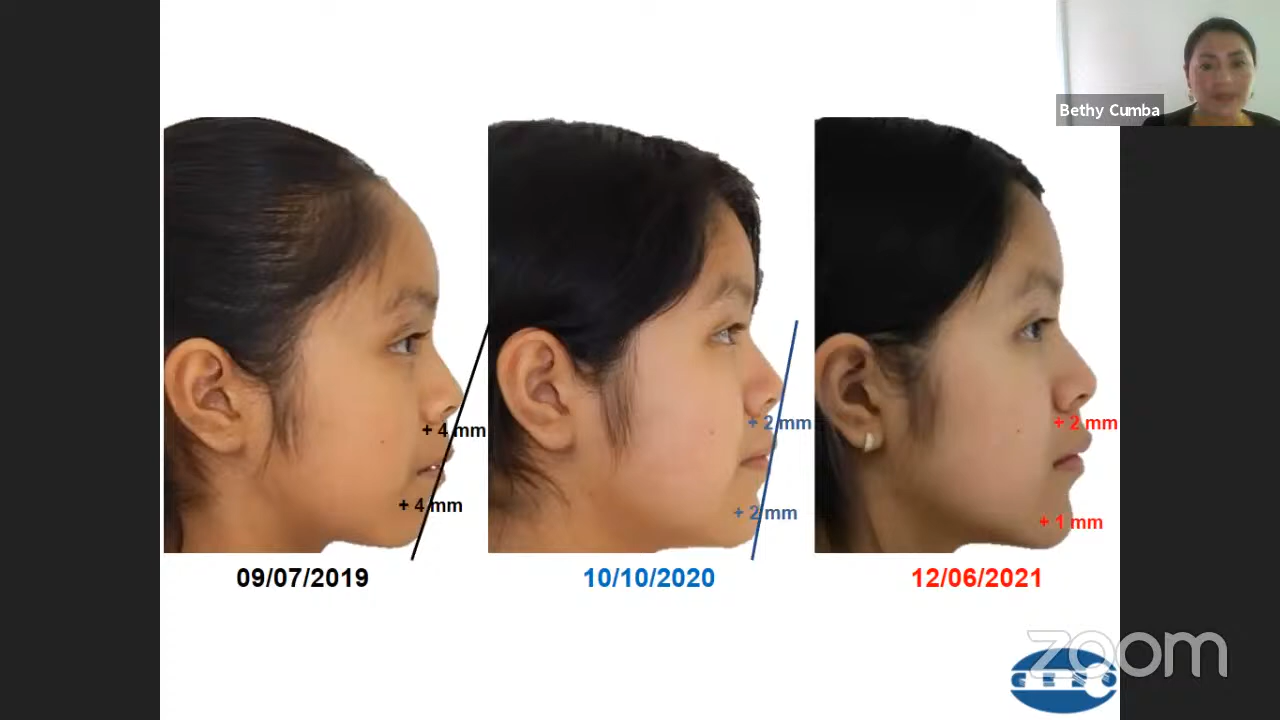 Bethy Cumba
+ 4 mm
+ 4 mm
09/07/2019
+ 2 mm
+ 2 mm
10/10/2020
+ 2 mm
+ 1 mm
12/06/2021
zoom